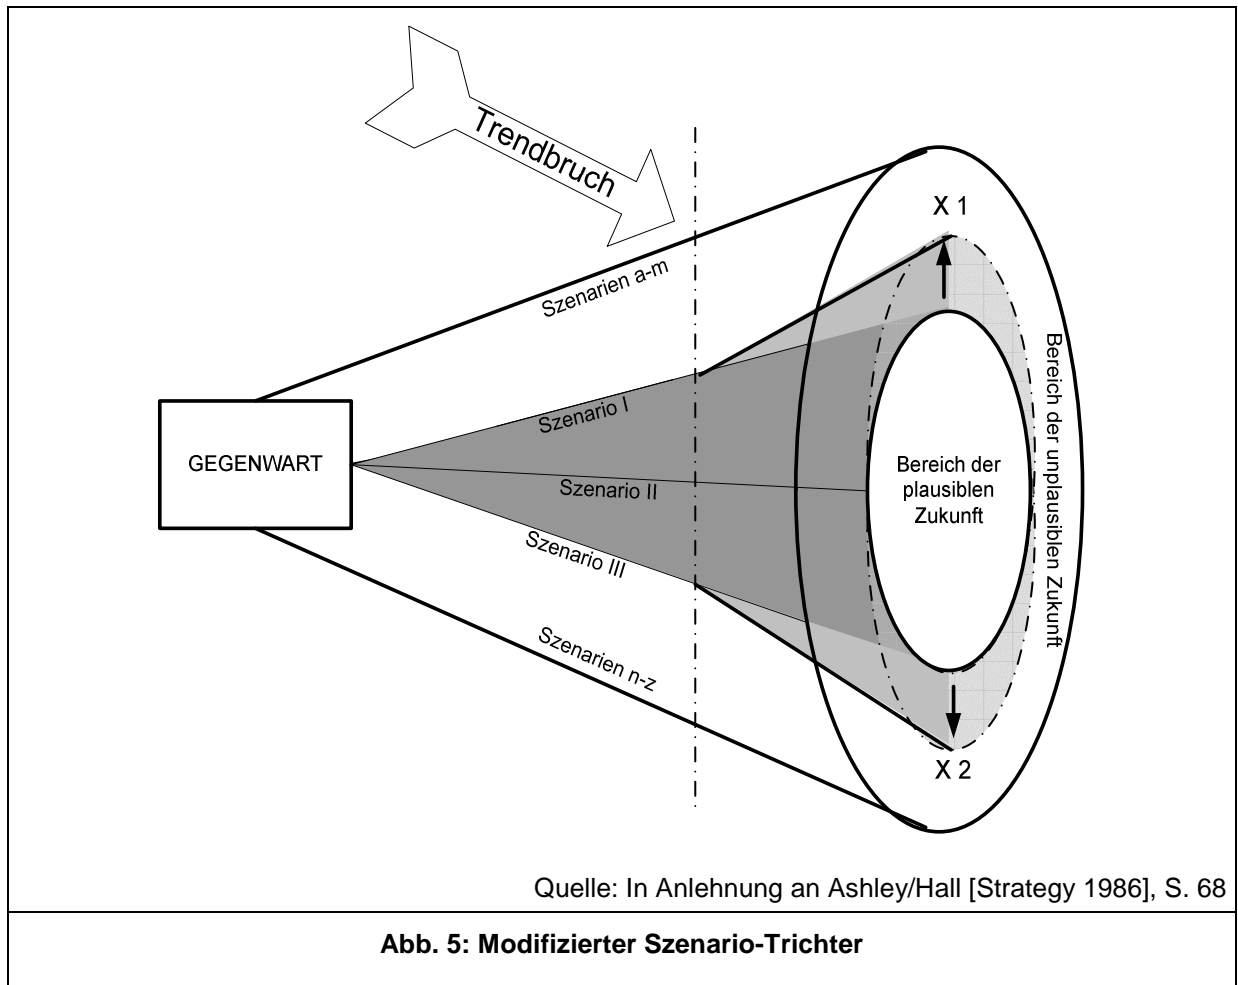 Trendbruch
X 1
Szenarien a-m
Bereich der unplausiblen Zukunft
Szenario I
GEGENWART
Bereich der
plausiblen
Zukunft
Szenario II
Szenario III
Szenarien n-z
X 2
Quelle: In Anlehnung an Ashley/Hall [Strategy 1986], S. 68
Abb. 5: Modifizierter Szenario-Trichter